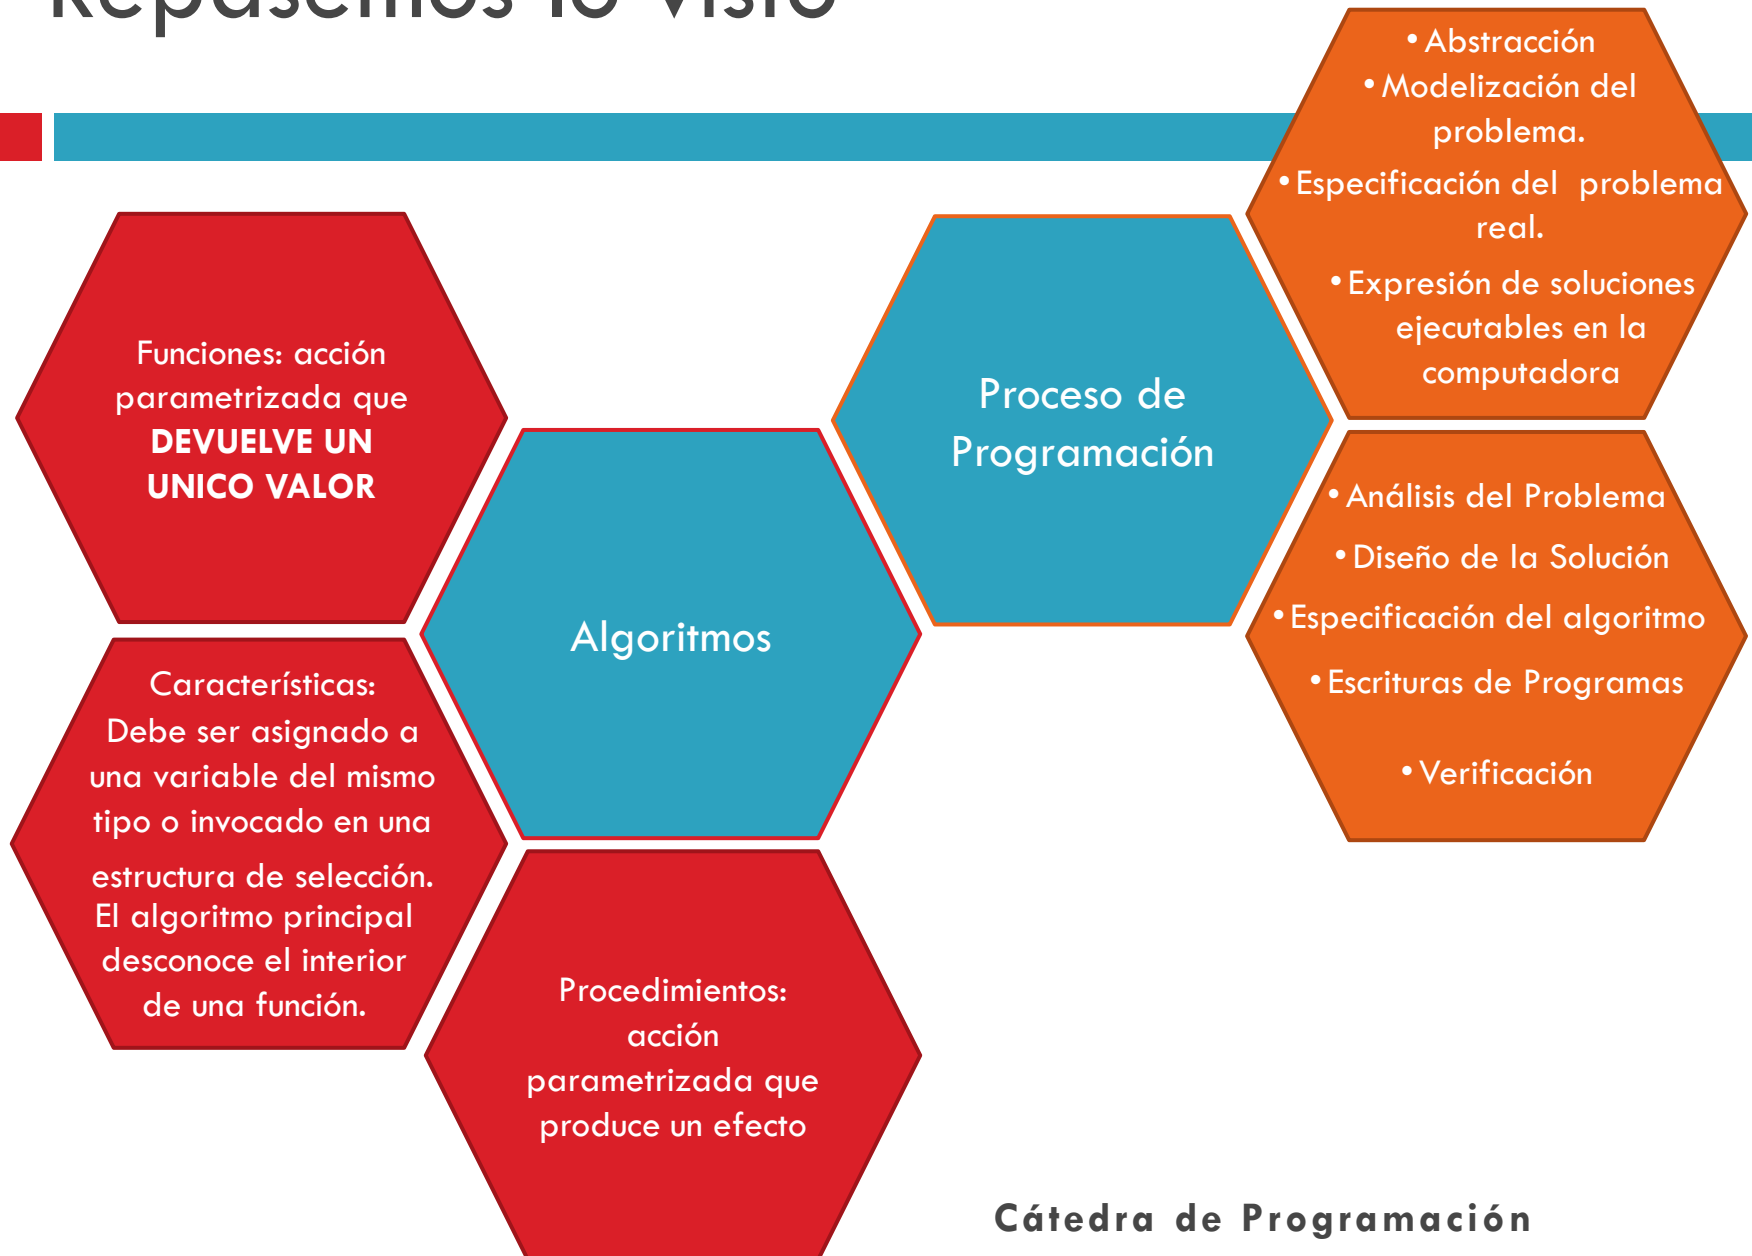 Repasemos lo visto
Funciones: acción
parametrizada que
DEVUELVE UN
UNICO VALOR
Características:
Debe ser asignado a
una variable del mismo
tipo o invocado en una
estructura de selección.
El algoritmo principal
desconoce el interior
de una función.
Algoritmos
Procedimientos:
acción
parametrizada que
produce un efecto
Proceso de
Programación
• Abstracción
• Modelización del
problema.
• Especificación del problema
real.
• Expresión de soluciones
ejecutables en la
computadora
• Análisis del Problema
• Diseño de la Solución
• Especificación del algoritmo
• Escrituras de Programas
• Verificación
Cátedra de Programación